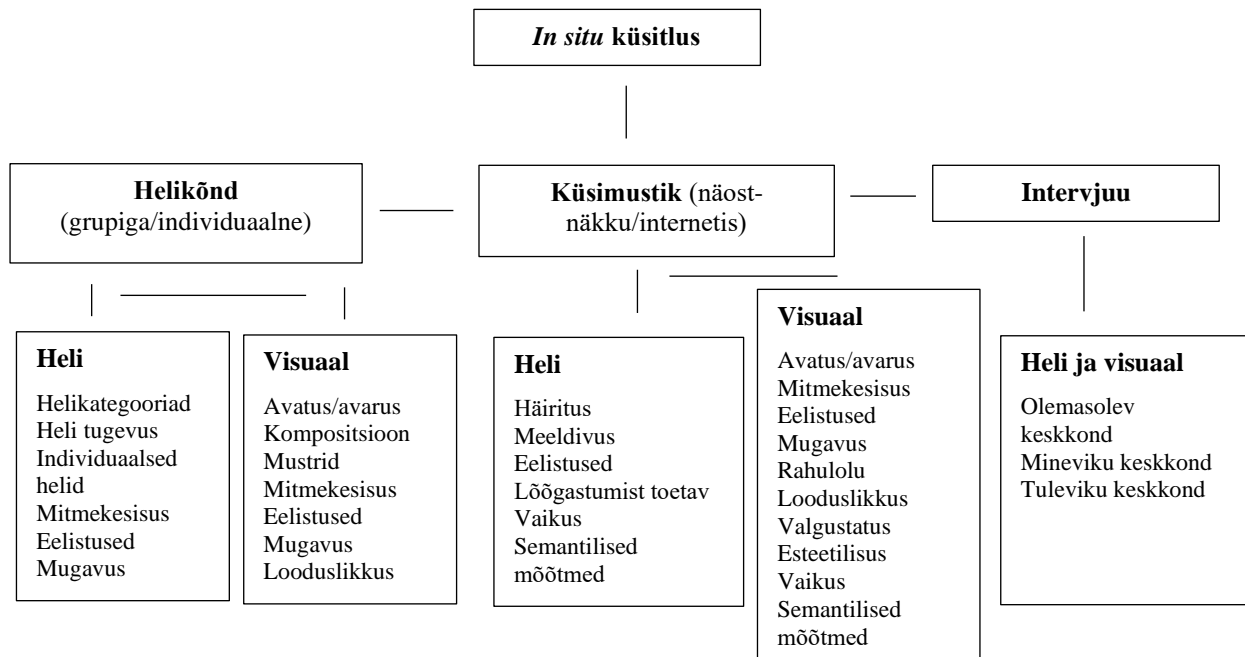 In situ küsitlus
Helikõnd
(grupiga/individuaalne)
Küsimustik (näost-
näkku/internetis)
Intervjuu
Heli
Helikategooriad
Heli tugevus
Individuaalsed
helid
Mitmekesisus
Eelistused
Mugavus
Visuaal
Avatus/avarus
Kompositsioon
Mustrid
Mitmekesisus
Eelistused
Mugavus
Looduslikkus
Heli
Häiritus
Meeldivus
Eelistused
Lõõgastumist toetav
Vaikus
Semantilised
mõõtmed
Visuaal
Avatus/avarus
Mitmekesisus
Eelistused
Mugavus
Rahulolu
Looduslikkus
Valgustatus
Esteetilisus
Vaikus
Semantilised
mõõtmed
Heli ja visuaal
Olemasolev
keskkond
Mineviku keskkond
Tuleviku keskkond